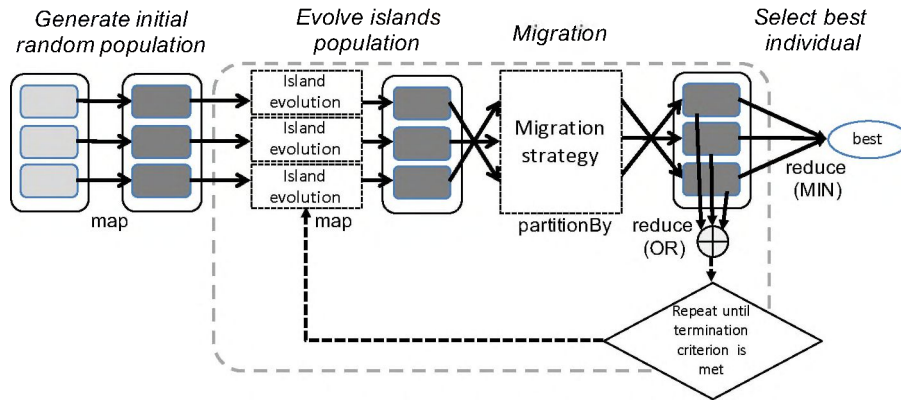 Generate initial
random population
Evolve islands
population
Migration
Select best
individual
Island
evolution
Island
evolution
Island
evolution
Migration
strategy
best
map
map
partitionBy
reduce
(OR)
reduce
(MIN)
Repeat until
termination
criterion is
met